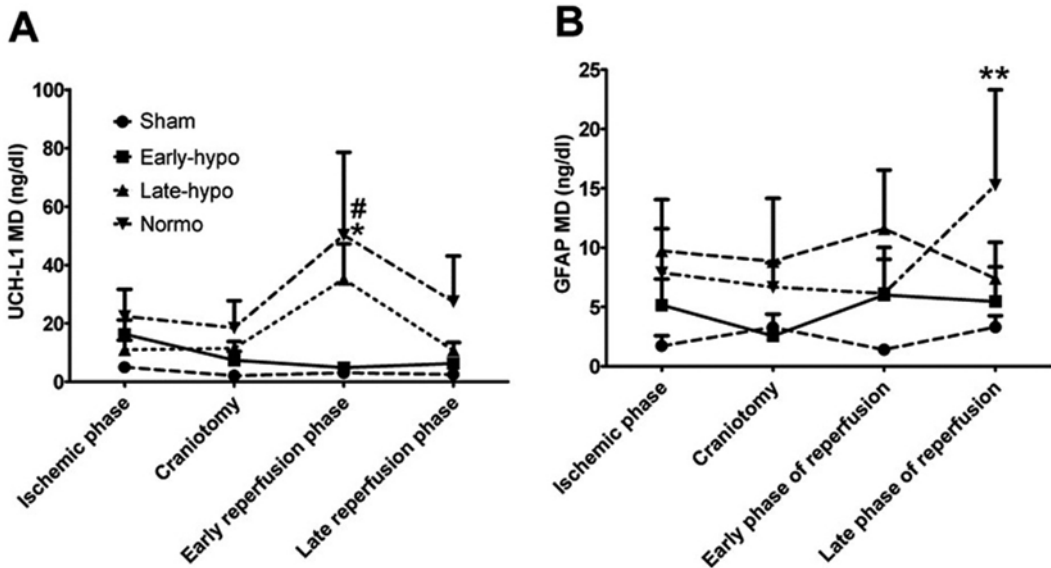 A
UCH-L1 MD (ng/dl)
100
80
60
40
20
0
Sham
Early-hypo
Late-hypo
Normo
#
*
Ischemic phase
Craniotomy
Early reperfusion phase
Late reperfusion phase
B
GFAP MD (ng/dl)
25
20
15
10
5
0
**
Ischemic phase
Craniotomy
Early phase of reperfusion
Late phase of reperfusion